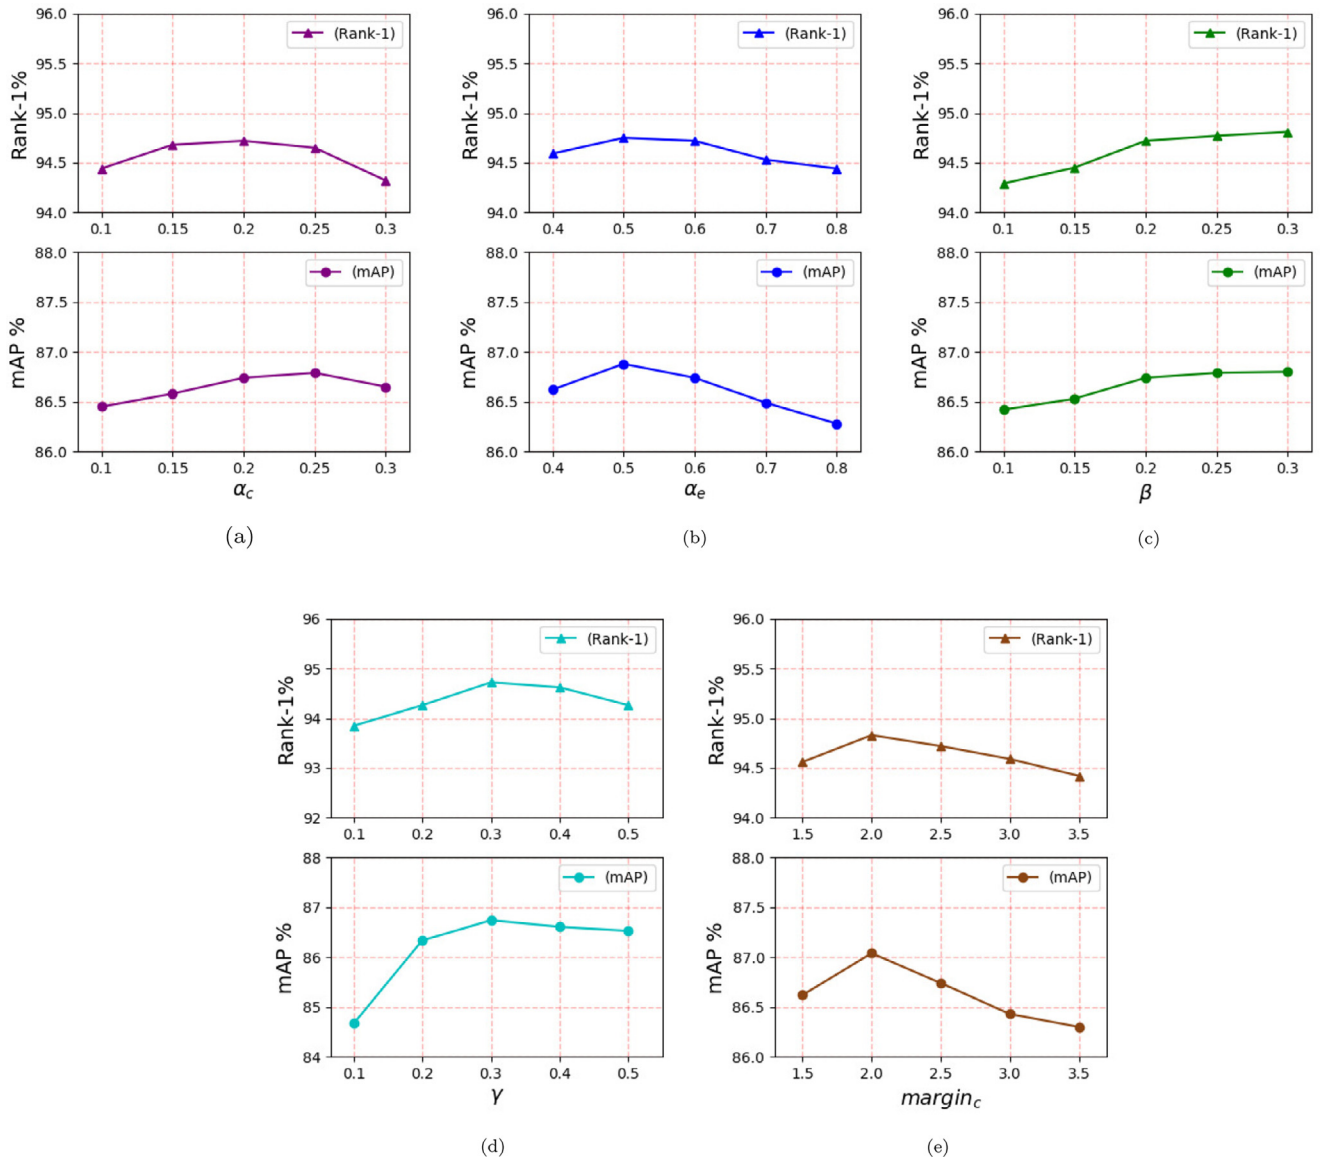 96.0
95.5
95.0
94.5
94.0
Rank-1%
(Rank-1)
0.1 0.15 0.2 0.25 0.3
88.0
87.5
87.0
86.5
86.0
mAP %
(mAP)
0.1 0.15 0.2 0.25 0.3
α_c
(a)
96.0
95.5
95.0
94.5
94.0
Rank-1%
(Rank-1)
0.4 0.5 0.6 0.7 0.8
88.0
87.5
87.0
86.5
86.0
mAP %
(mAP)
0.4 0.5 0.6 0.7 0.8
α_e
(b)
96.0
95.5
95.0
94.5
94.0
Rank-1%
(Rank-1)
0.1 0.15 0.2 0.25 0.3
88.0
87.5
87.0
86.5
86.0
mAP %
(mAP)
0.1 0.15 0.2 0.25 0.3
β
(c)
96
95
94
93
92
Rank-1%
(Rank-1)
0.1 0.2 0.3 0.4 0.5
88
87
86
85
84
mAP %
(mAP)
0.1 0.2 0.3 0.4 0.5
γ
(d)
96.0
95.5
95.0
94.5
94.0
Rank-1%
(Rank-1)
1.5 2.0 2.5 3.0 3.5
88.0
87.5
87.0
86.5
86.0
mAP %
(mAP)
1.5 2.0 2.5 3.0 3.5
margin_c
(e)